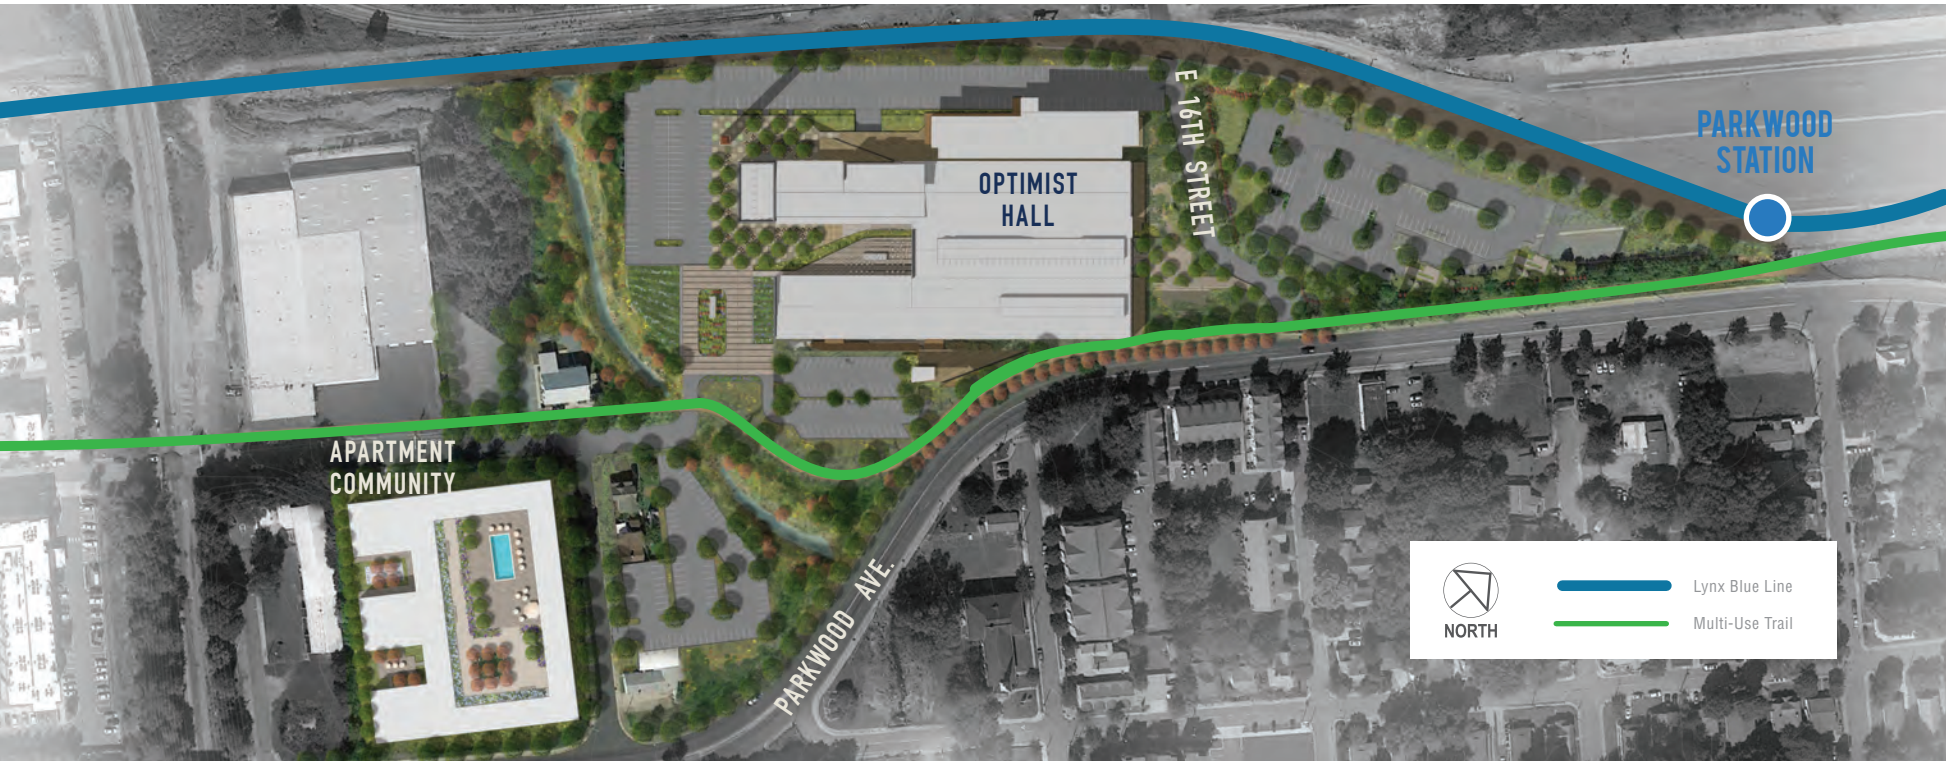 E 16TH STREET
PARKWOOD
STATION
OPTIMIST
HALL
APARTMENT
COMMUNITY
PARKWOOD AVE.
NORTH
Lynx Blue Line
Multi-Use Trail